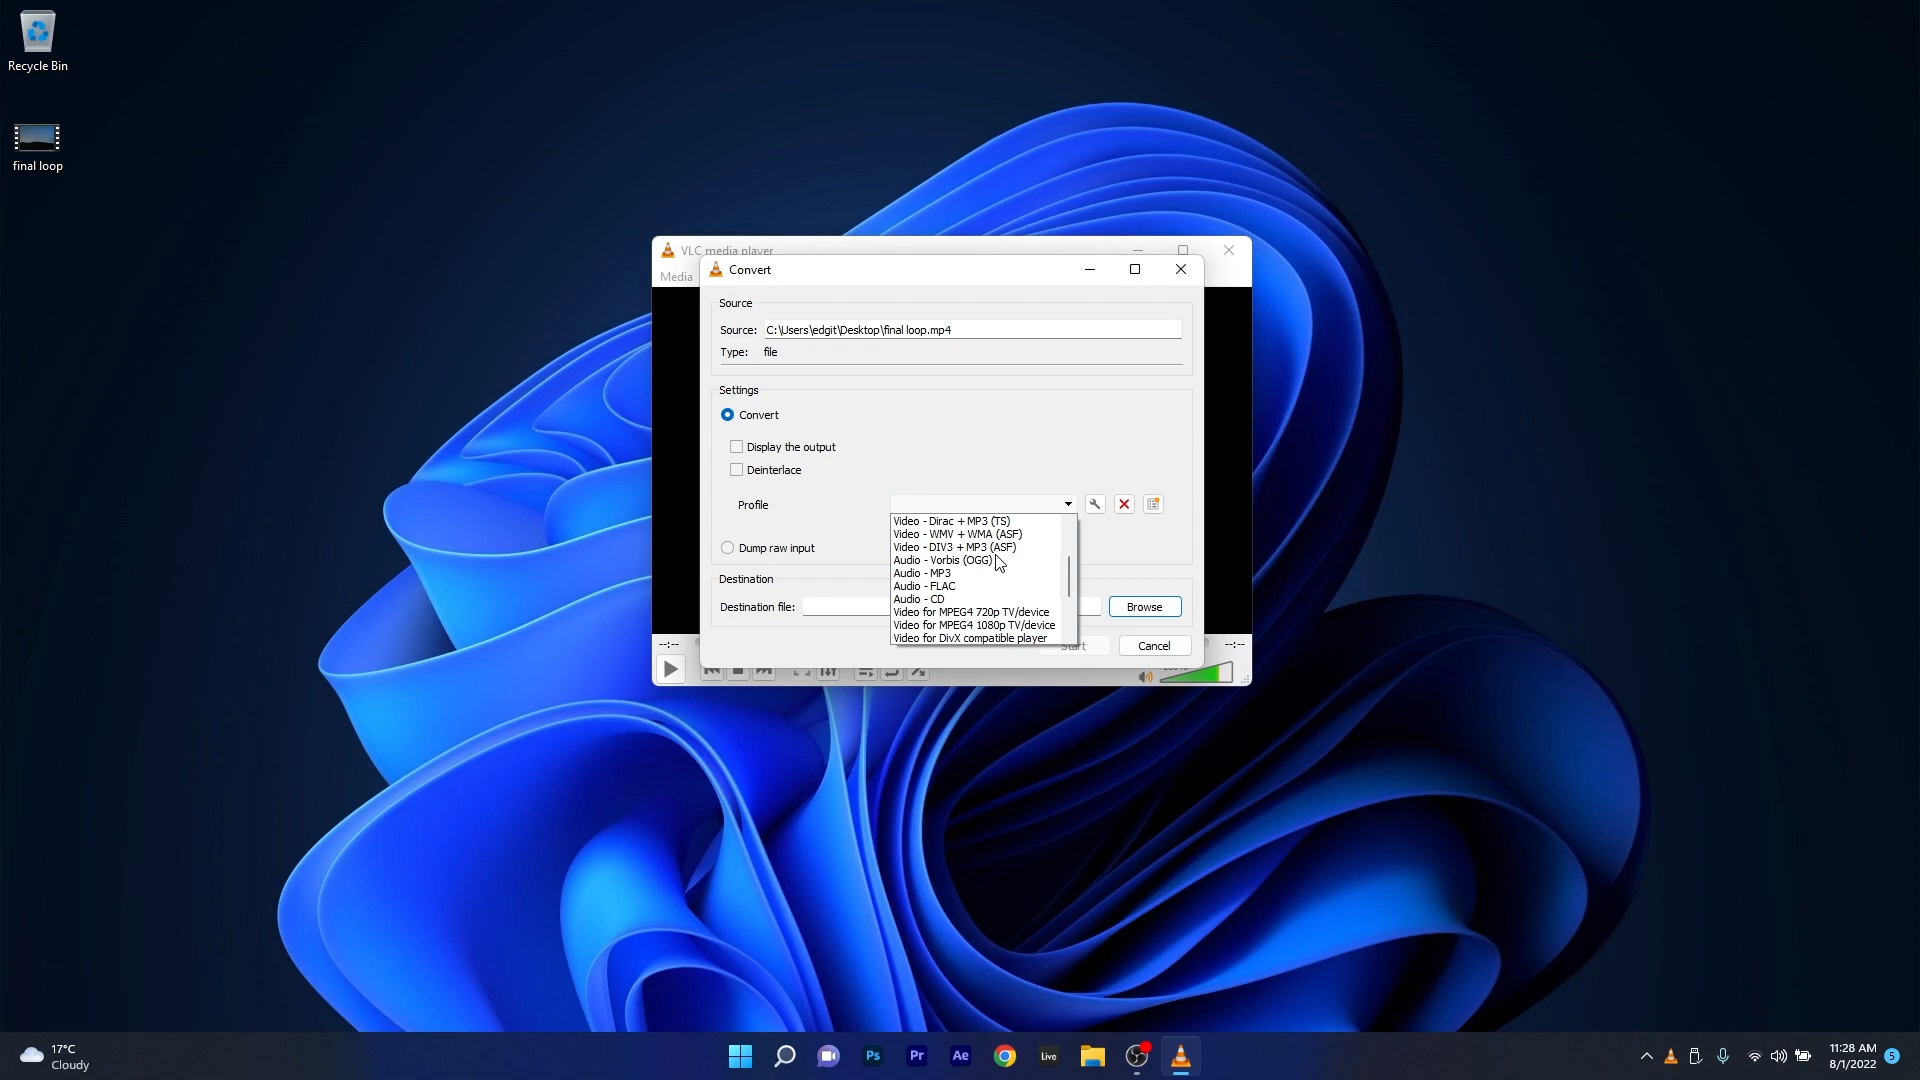 Recycle Bin
final loop
VLC media player
Media
Convert
Source
Source: C:\Users\edgit\Desktop\final loop.mp4
Type: file
Settings
Convert
Display the output
Deinterlace
Profile
Video - Dirac + MP3 (TS)
Video - WMV + WMA (ASF)
Video - DIV3 + MP3 (ASF)
Audio - Vorbis (OGG)
Audio - MP3
Audio - FLAC
Audio - CD
Video for MPEG4 720p TV/device
Video for MPEG4 1080p TV/device
Video for DivX compatible player
Dump raw input
Destination
Destination file:
Browse
Start
Cancel
--:--
--:--
17°C
Cloudy
Ps
Pr
Ae
Live
11:28 AM
8/1/2022
5